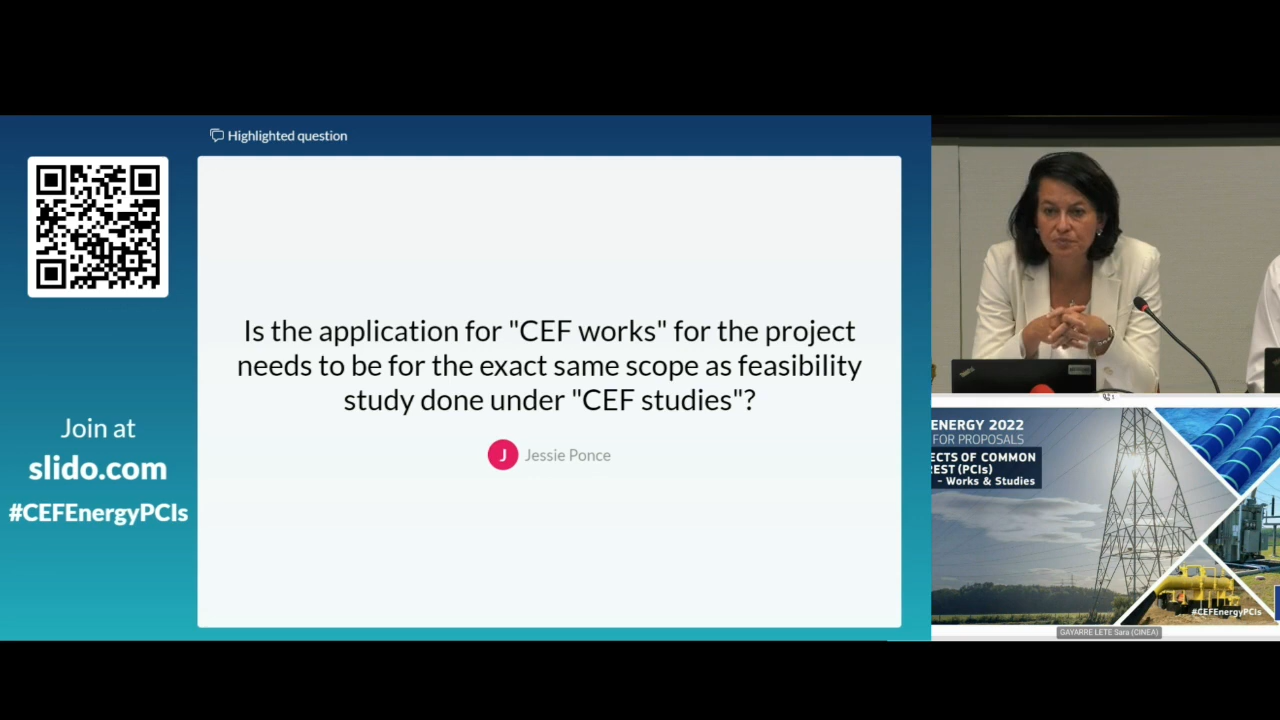 Highlighted question
Is the application for "CEF works" for the project
needs to be for the exact same scope as feasibility
study done under "CEF studies"?
J Jessie Ponce
Join at
slido.com
#CEFEnergyPCIs
ENERGY 2022
FOR PROPOSALS
ECTS OF COMMON
REST (PCIs)
- Works & Studies
#CEFEnergyPCIs
GAYARRE LETE Sara (CINEA)